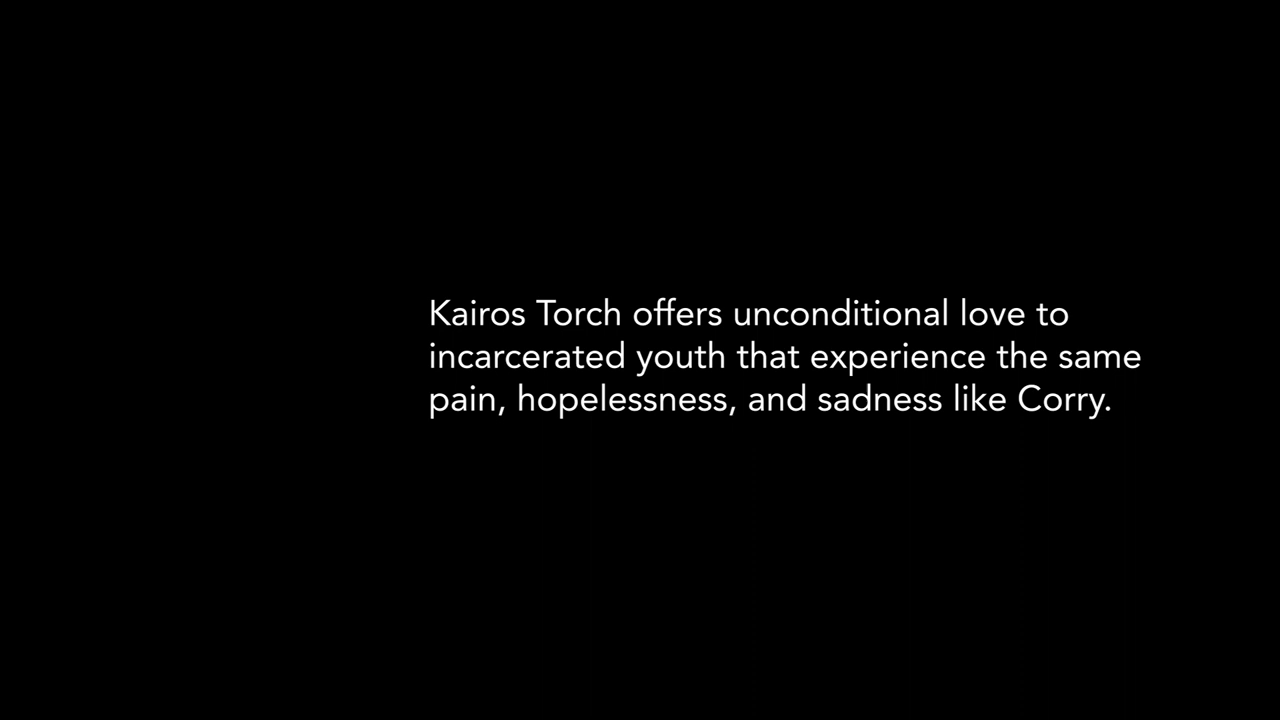 Kairos Torch offers unconditional love to
incarcerated youth that experience the same
pain, hopelessness, and sadness like Corry.